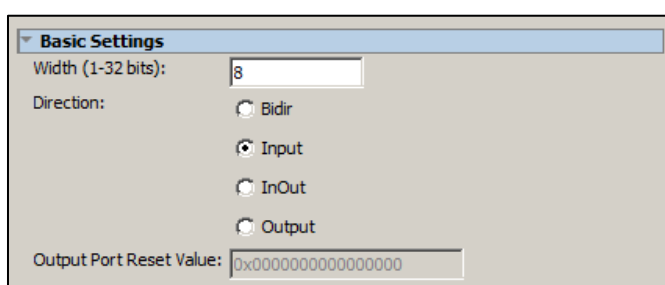 Basic Settings
Width (1-32 bits): 8
Direction: Bidir
Input
InOut
Output
Output Port Reset Value: 0x0000000000000000